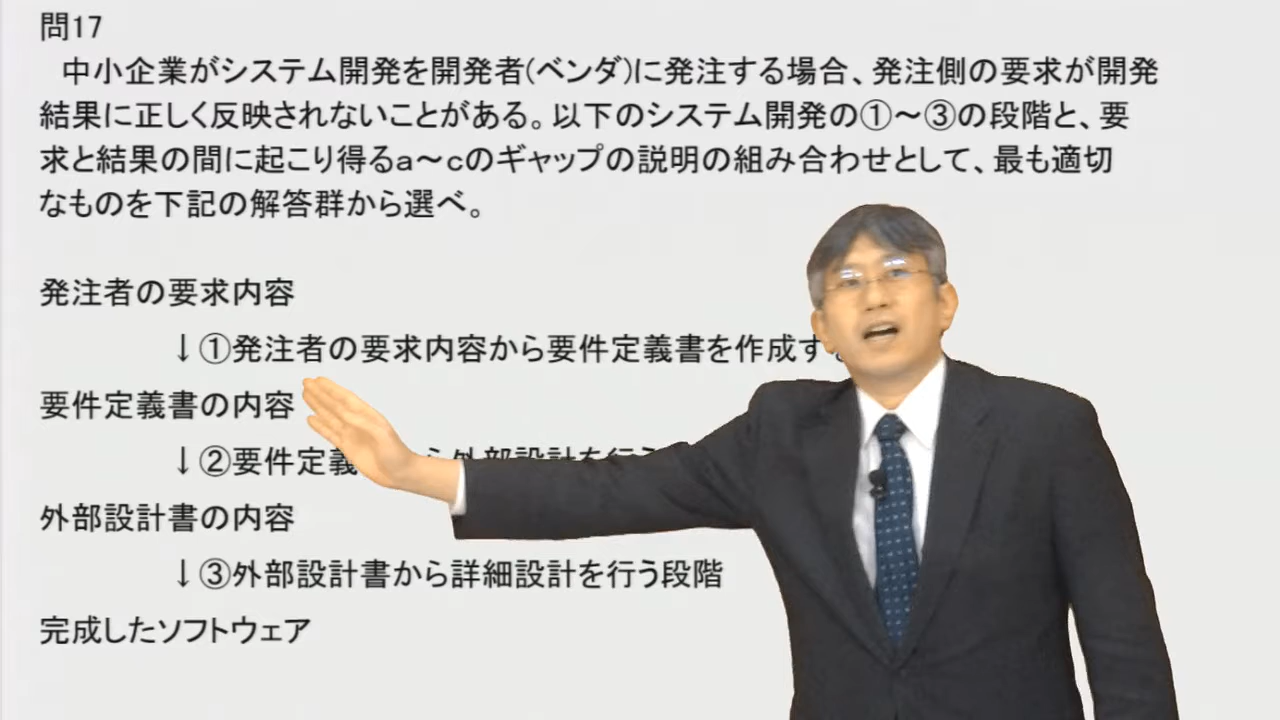 問17
中小企業がシステム開発を開発者(ベンダ)に発注する場合、発注側の要求が開発
結果に正しく反映されないことがある。以下のシステム開発の①～③の段階と、要
求と結果の間に起こり得るa～cのギャップの説明の組み合わせとして、最も適切
なものを下記の解答群から選べ。
発注者の要求内容
↓①発注者の要求内容から要件定義書を作成す
要件定義書の内容
↓②要件定義 外部設計を行
外部設計書の内容
↓③外部設計書から詳細設計を行う段階
完成したソフトウェア